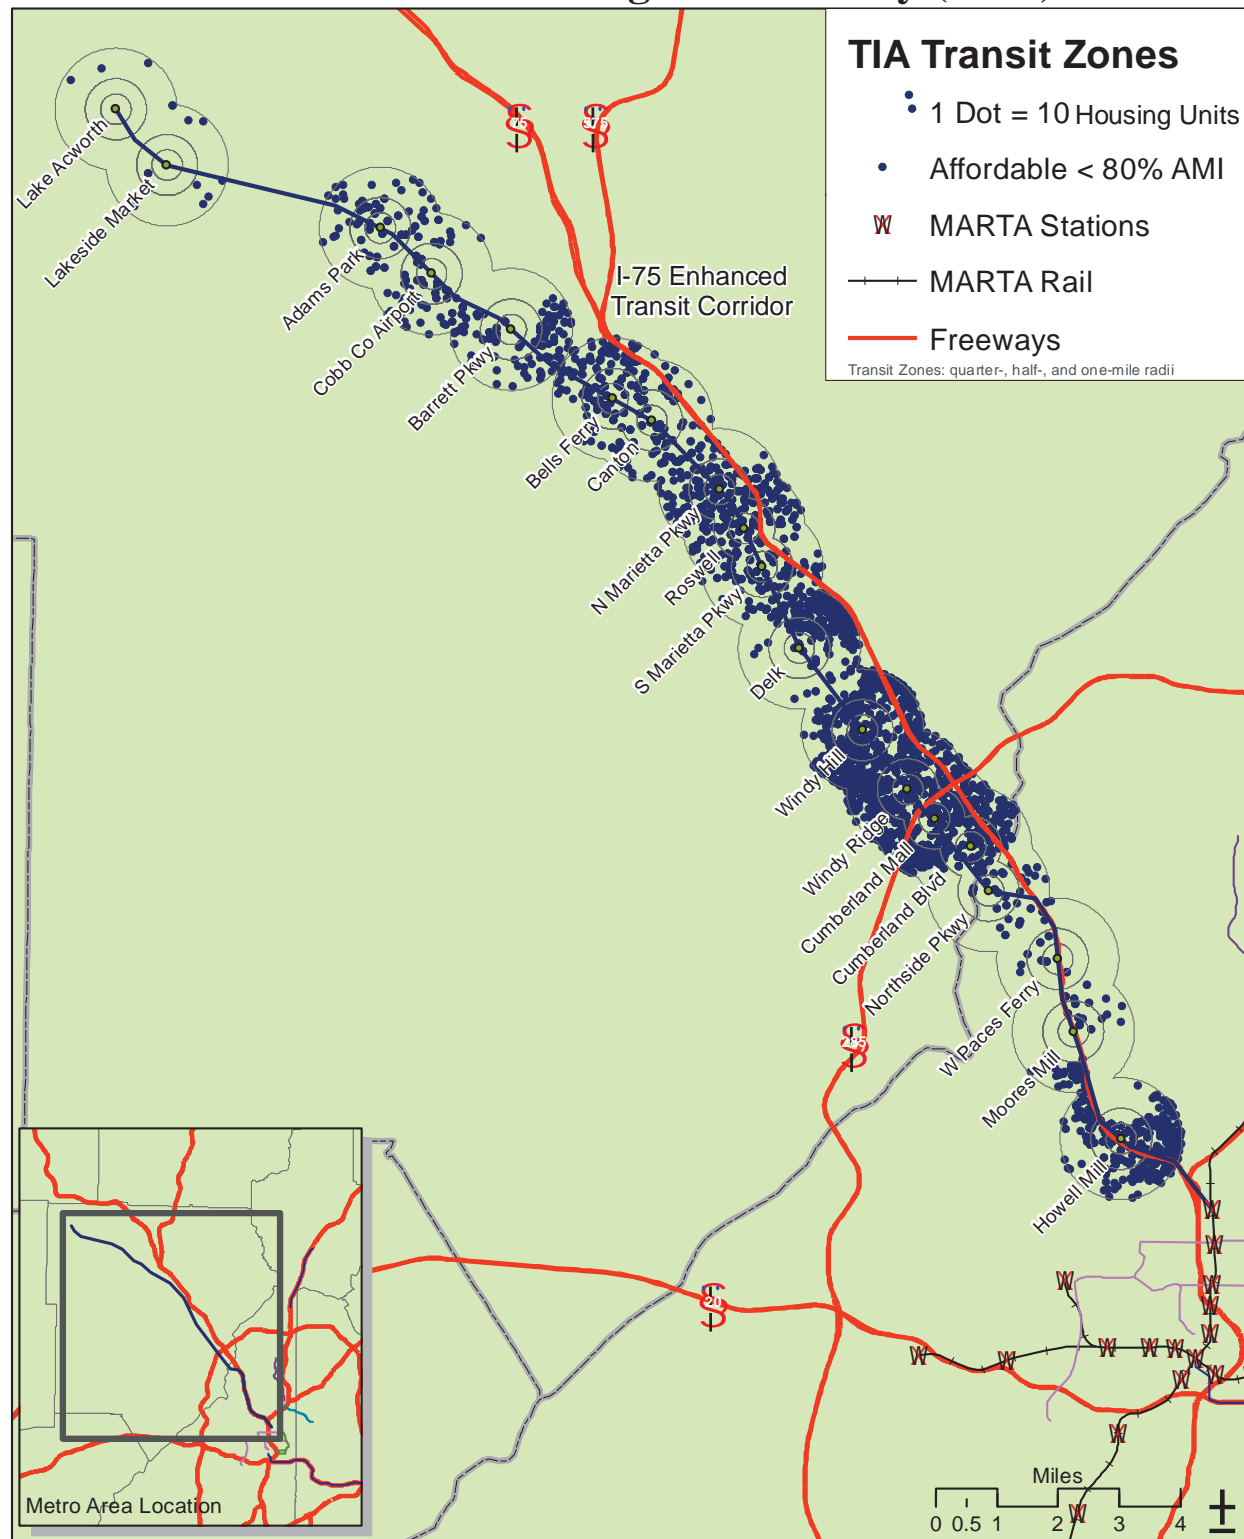 TIA Transit Zones
1 Dot = 10 Housing Units
Affordable < 80% AMI
MARTA Stations
MARTA Rail
Freeways
Transit Zones: quarter-, half-, and one-mile radii
75
575
Lake Acworth
Lakeside Market
Adams Park
Cobb Co Airport
Barrett Pkwy
I-75 Enhanced
Transit Corridor
Bells Ferry
Canton
N Marietta Pkwy
Roswell
S Marietta Pkwy
Delk
Windy Hill
Windy Ridge
Cumberland Mall
Cumberland Blvd
Northside Pkwy
W Paces Ferry
285
Moores Mill
Howell Mill
20
Metro Area Location
Miles
0 0.5 1 2 3 4